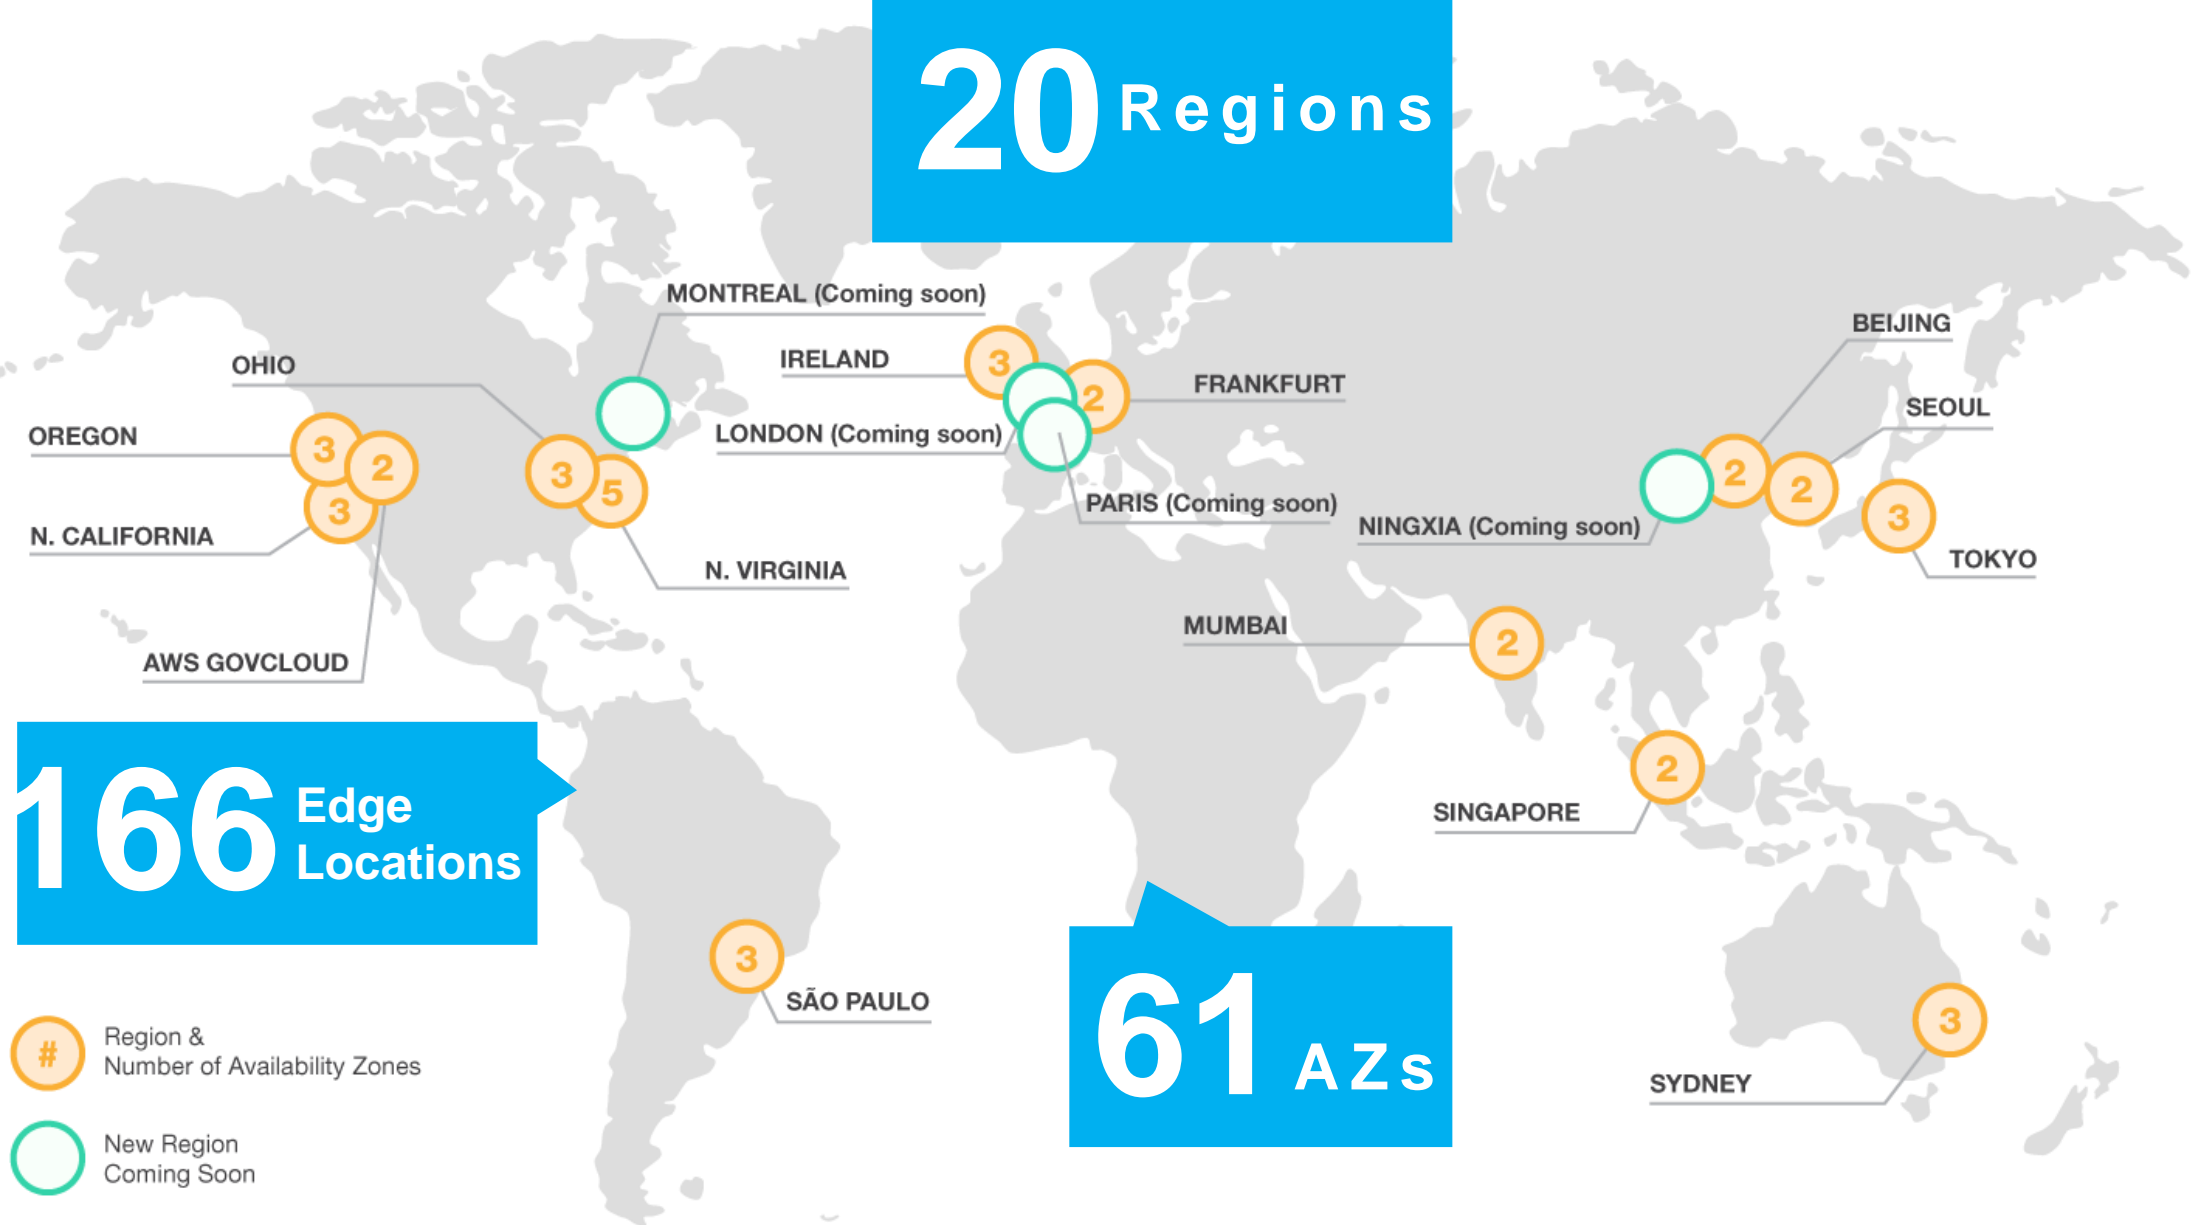 20 Regions
MONTREAL (Coming soon)
BEIJING
IRELAND
OHIO
FRANKFURT
SEOUL
OREGON
3
2
3
3
5
3
2
LONDON (Coming soon)
2
2
3
PARIS (Coming soon)
NINGXIA (Coming soon)
N. CALIFORNIA
N. VIRGINIA
TOKYO
MUMBAI
2
AWS GOVCLOUD
166 Edge
Locations
2
SINGAPORE
3
SÃO PAULO
61 AZs
3
SYDNEY
#
Region &
Number of Availability Zones
New Region
Coming Soon